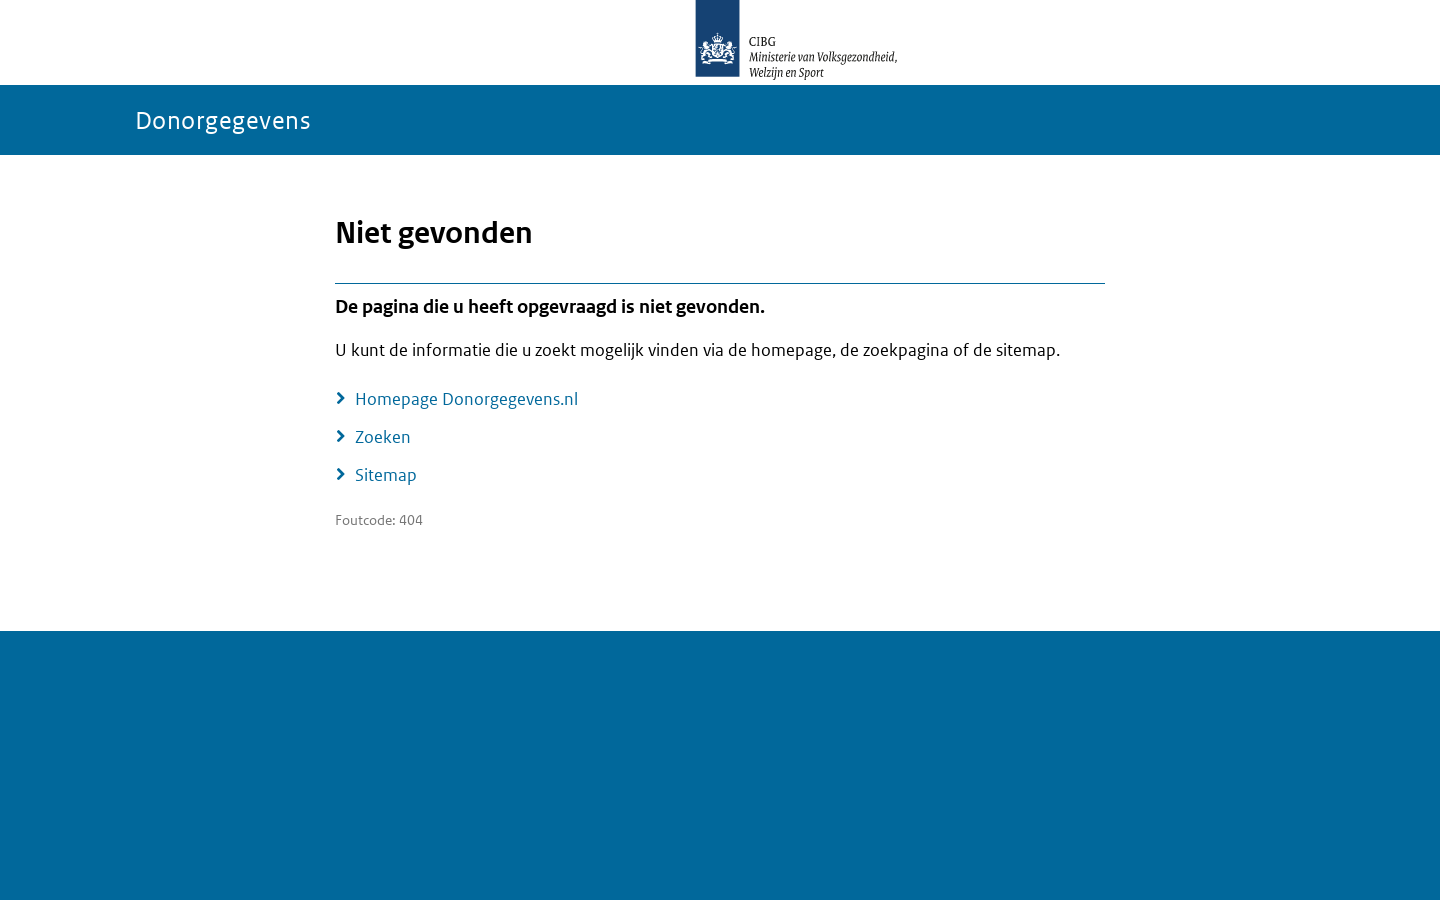 CIBG
Ministerie van Volksgezondheid,
Welzijn en Sport
Donorgegevens
Niet gevonden
De pagina die u heeft opgevraagd is niet gevonden.
U kunt de informatie die u zoekt mogelijk vinden via de homepage, de zoekpagina of de sitemap.
Homepage Donorgegevens.nl
Zoeken
Sitemap
Foutcode: 404